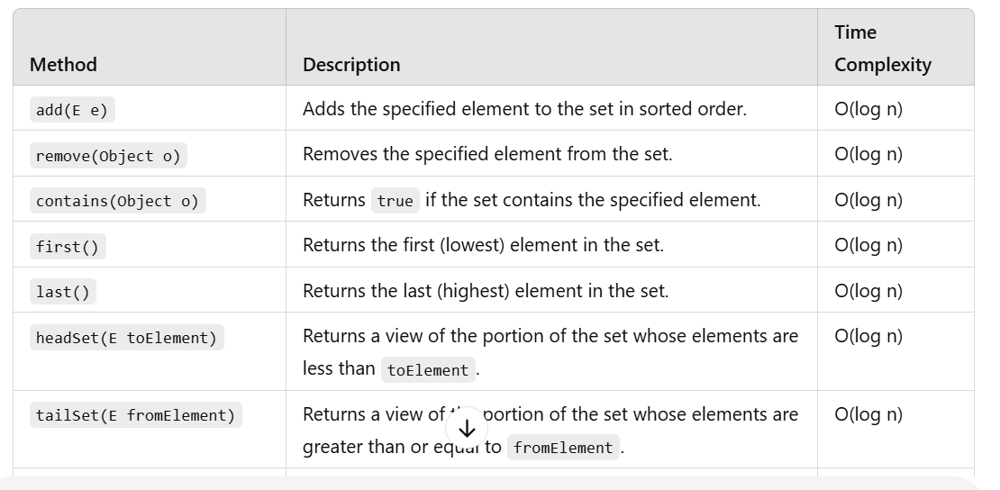 Time
Method Description Complexity
add(E e) Adds the specified element to the set in sorted order. O(log n)
remove(Object o) Removes the specified element from the set. O(log n)
contains(Object o) Returns true if the set contains the specified element. O(log n)
first() Returns the first (lowest) element in the set. O(log n)
last() Returns the last (highest) element in the set. O(log n)
headSet(E toElement) Returns a view of the portion of the set whose elements are O(log n)
less than toElement.
tailSet(E fromElement) Returns a view of portion of the set whose elements are O(log n)
greater than or equal to fromElement.